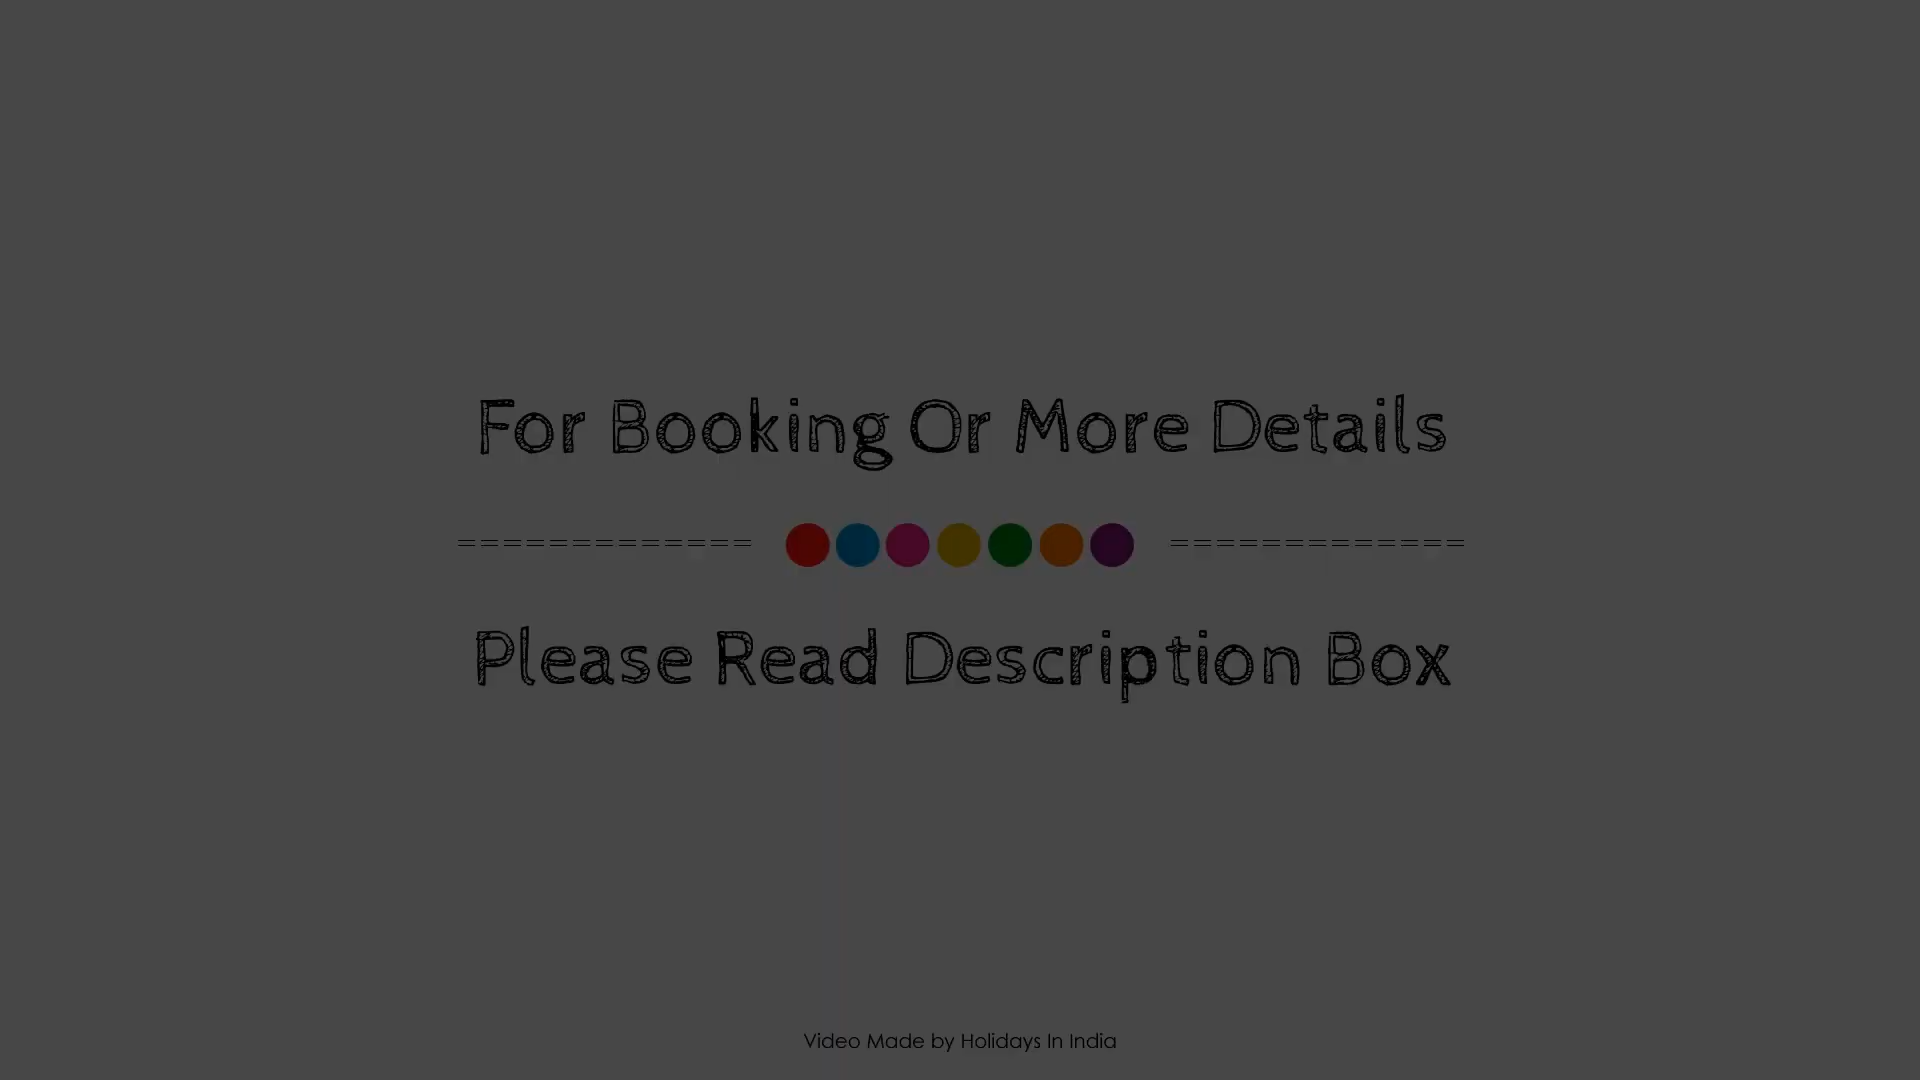 For Booking Or More Details
============= =============
Please Read Description Box
Video Made by Holidays In India